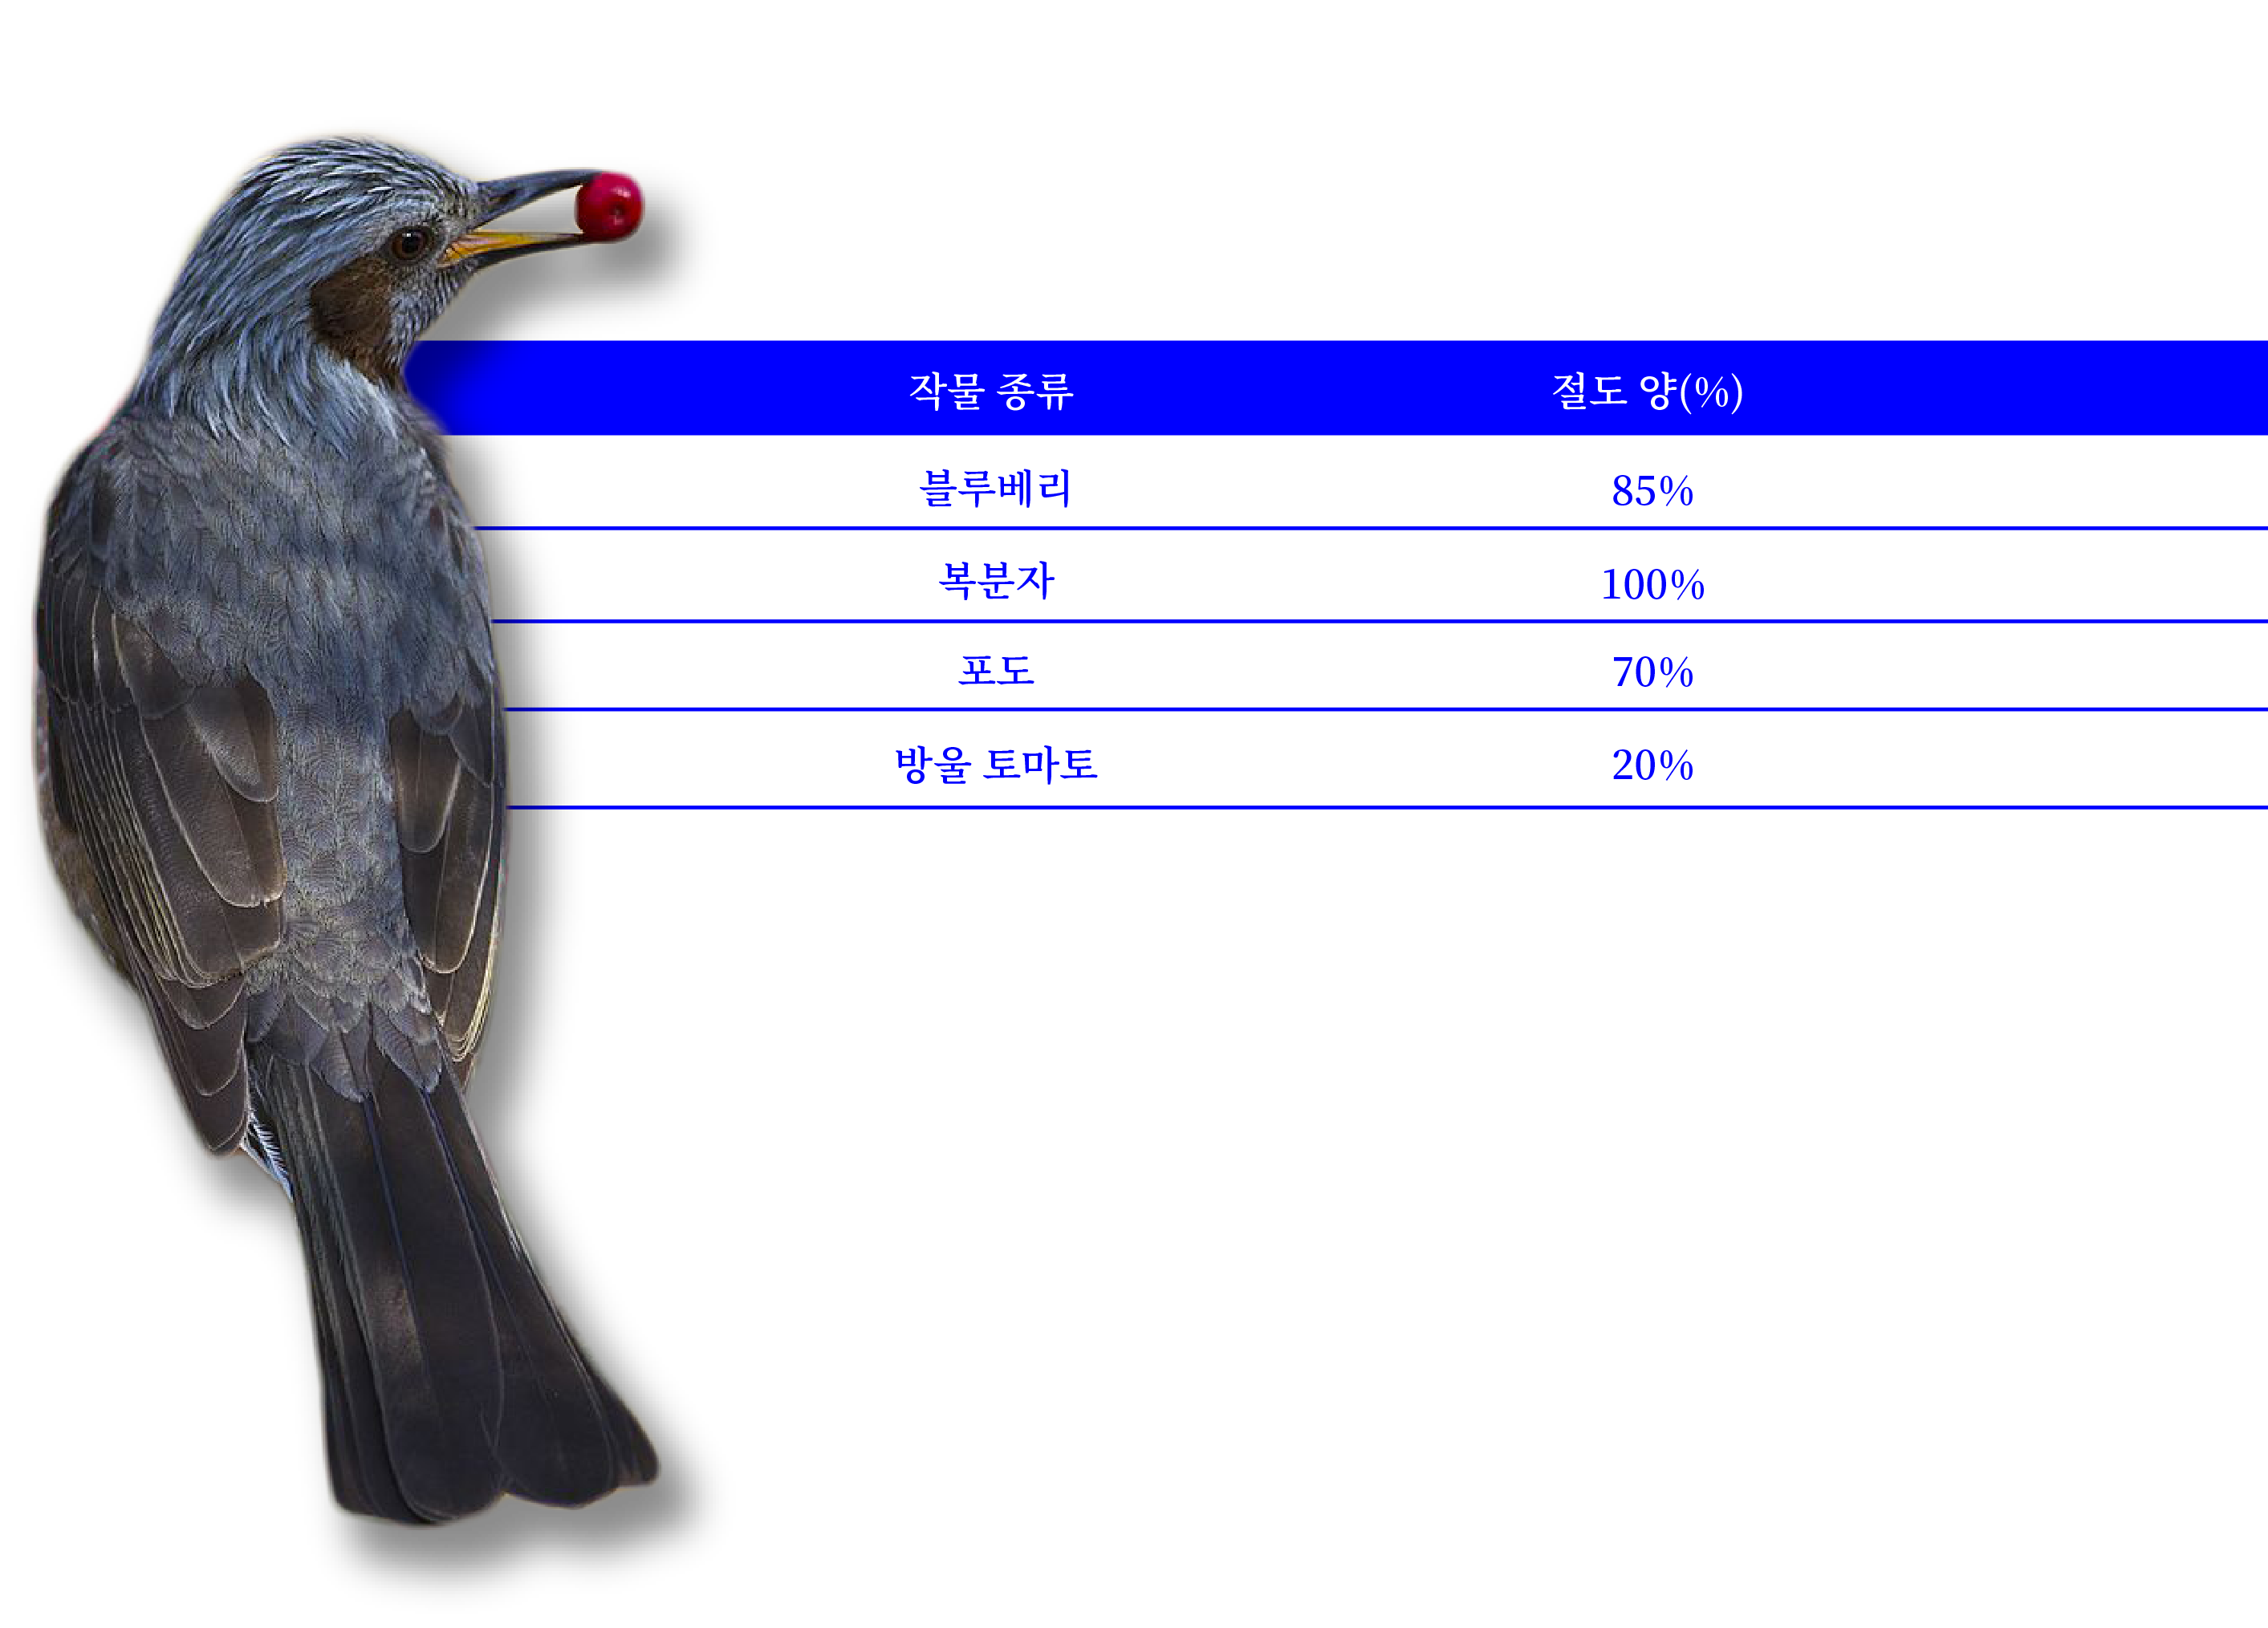 작물 종류 절도 양(%)
블루베리 85%
복분자 100%
포도 70%
방울 토마토 20%